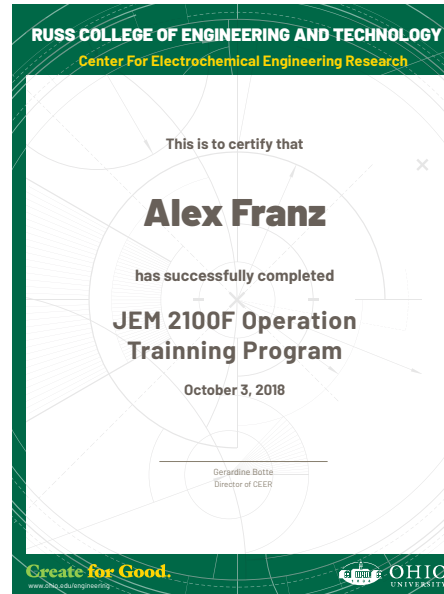 RUSS COLLEGE OF ENGINEERING AND TECHNOLOGY
Center For Electrochemical Engineering Research
This is to certify that
Alex Franz
has successfully completed
JEM 2100F Operation
Trainning Program
October 3, 2018
Gerardine Botte
Director of CEER
Create for Good.
www.ohio.edu/engineering
OHIO
UNIVERSITY